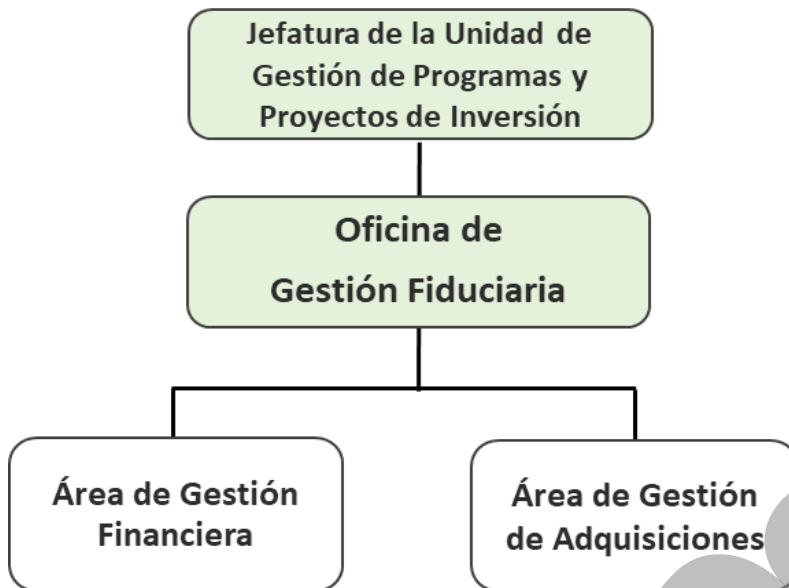 Jefatura de la Unidad de
Gestión de Programas y
Proyectos de Inversión
Oficina de
Gestión Fiduciaria
Área de Gestión
Financiera
Área de Gestión
de Adquisiciones